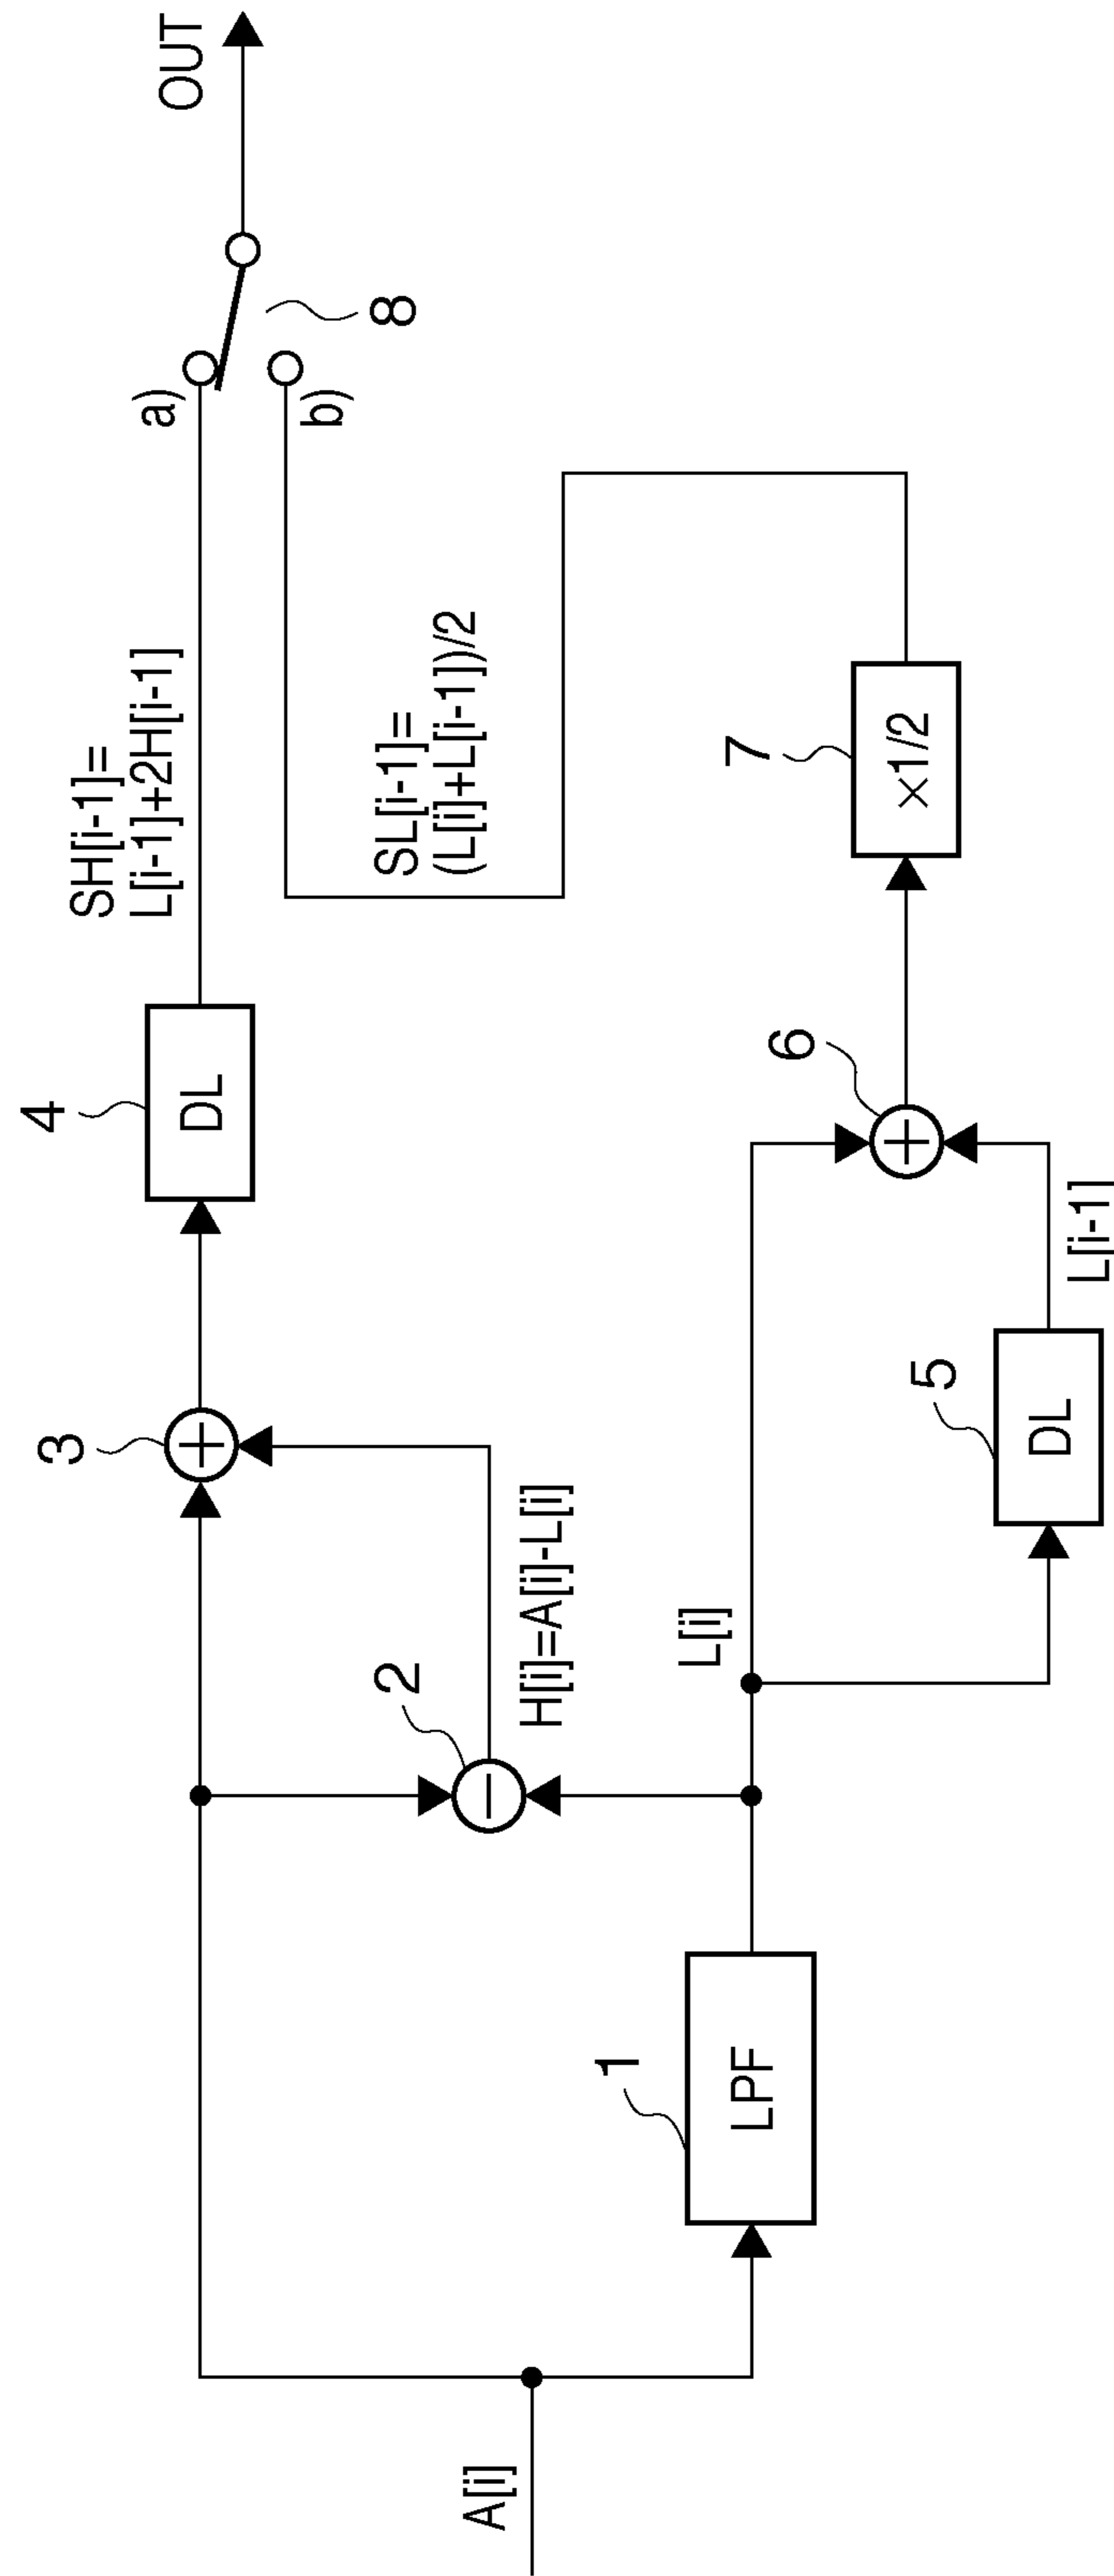 A[i]
1
LPF
2
H[i]=A[i]-L[i]
3
4
DL
SH[i-1]=
L[i-1]+2H[i-1]
L[i]
5
DL
L[i-1]
6
7
×1/2
SL[i-1]=
(L[i]+L[i-1])/2
a)
b)
8
OUT